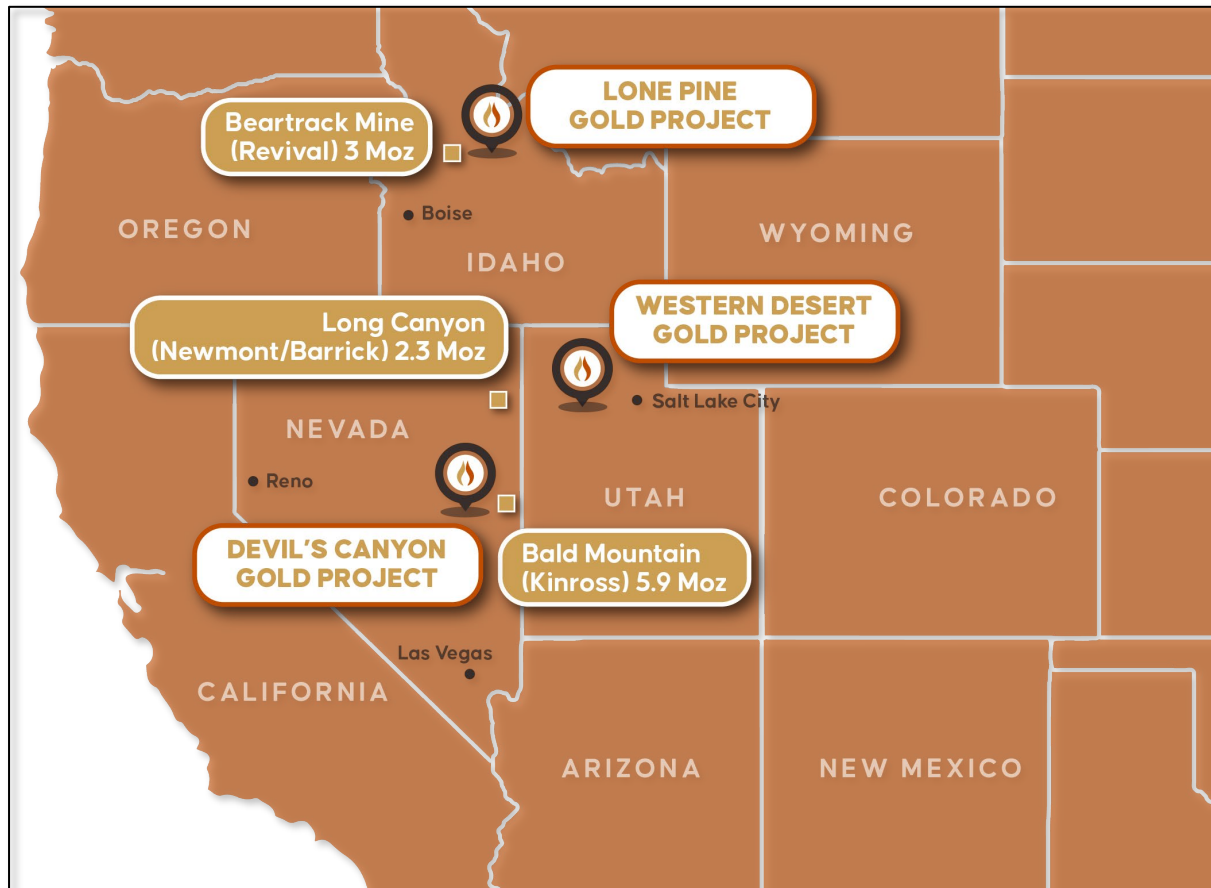 LONE PINE
GOLD PROJECT
Beartrack Mine
(Revival) 3 Moz
Boise
OREGON
WYOMING
IDAHO
WESTERN DESERT
GOLD PROJECT
Long Canyon
(Newmont/Barrick) 2.3 Moz
Salt Lake City
NEVADA
Reno
UTAH
COLORADO
DEVIL'S CANYON
GOLD PROJECT
Bald Mountain
(Kinross) 5.9 Moz
Las Vegas
CALIFORNIA
ARIZONA
NEW MEXICO